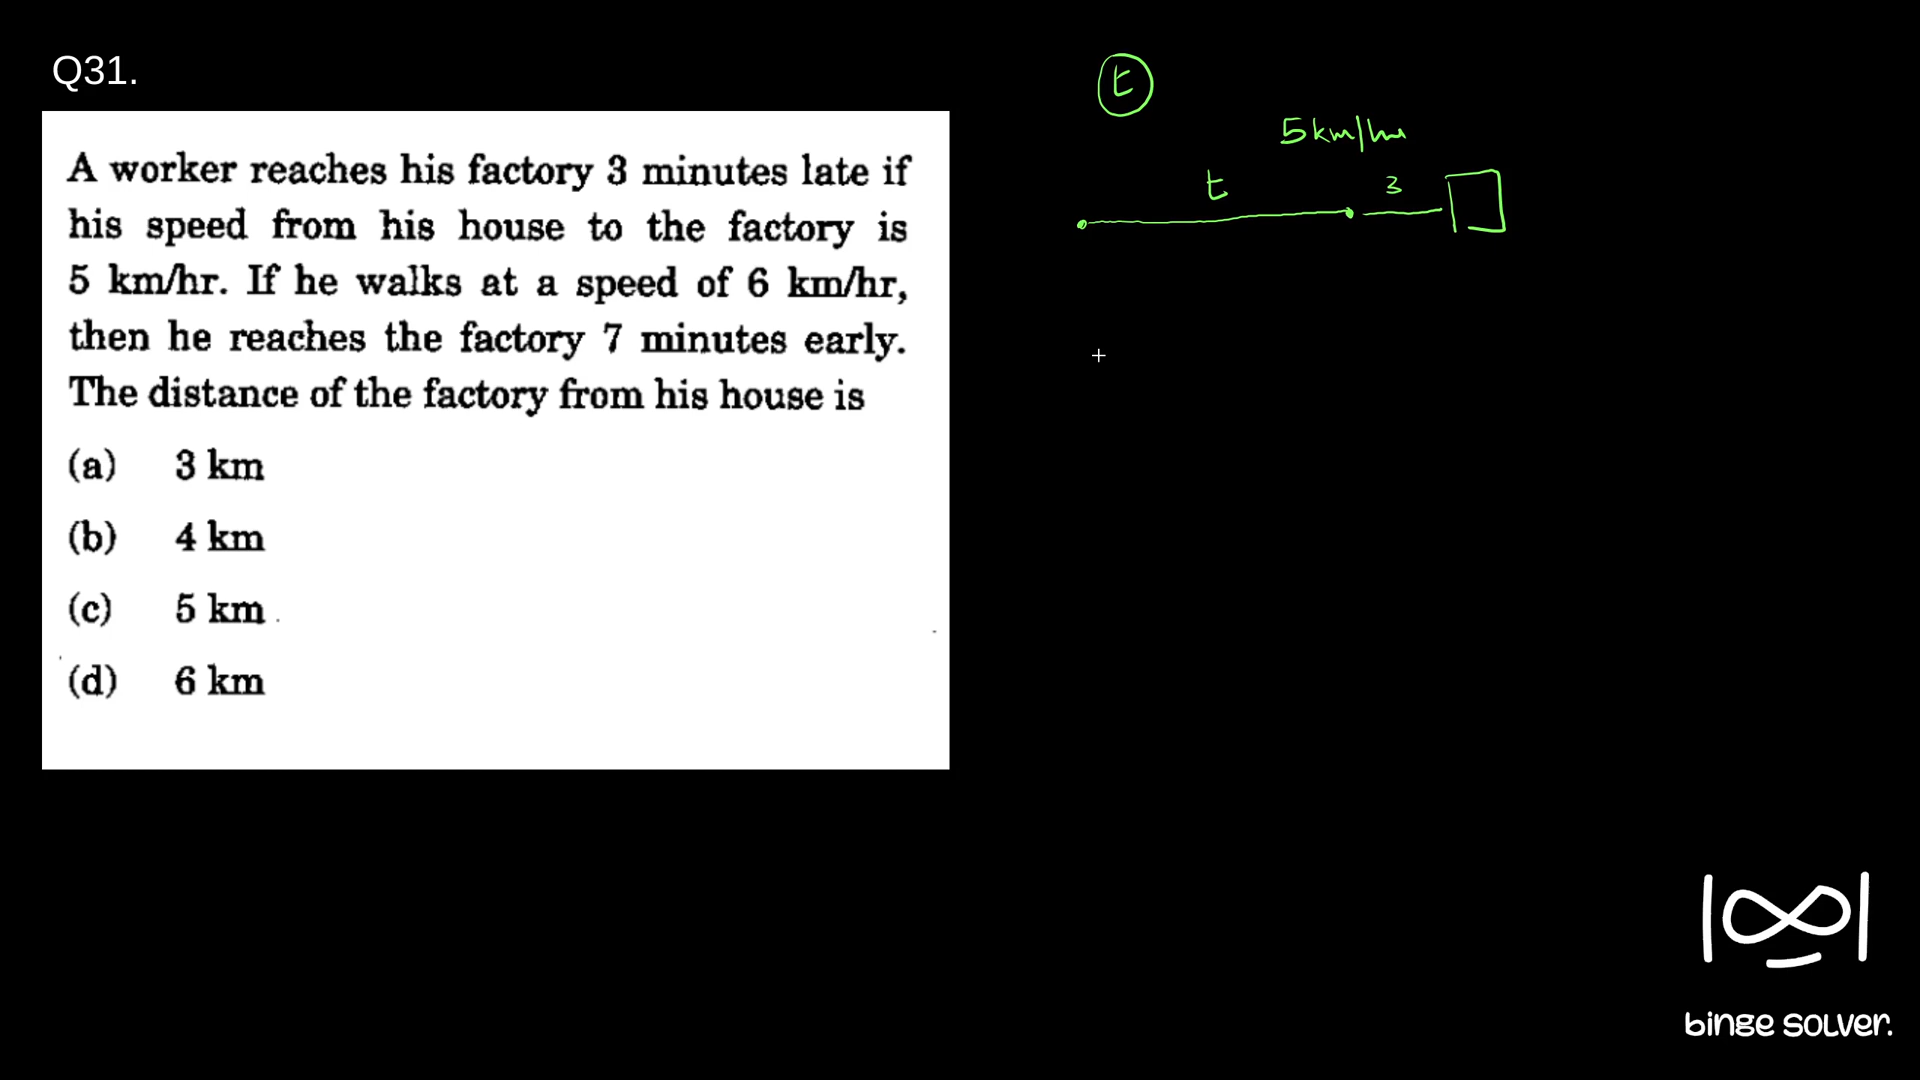 Q31.
A worker reaches his factory 3 minutes late if
his speed from his house to the factory is
5 km/hr. If he walks at a speed of 6 km/hr,
then he reaches the factory 7 minutes early.
The distance of the factory from his house is
(a) 3 km
(b) 4 km
(c) 5 km
(d) 6 km
t
5km/hr
t 3
binge solver.